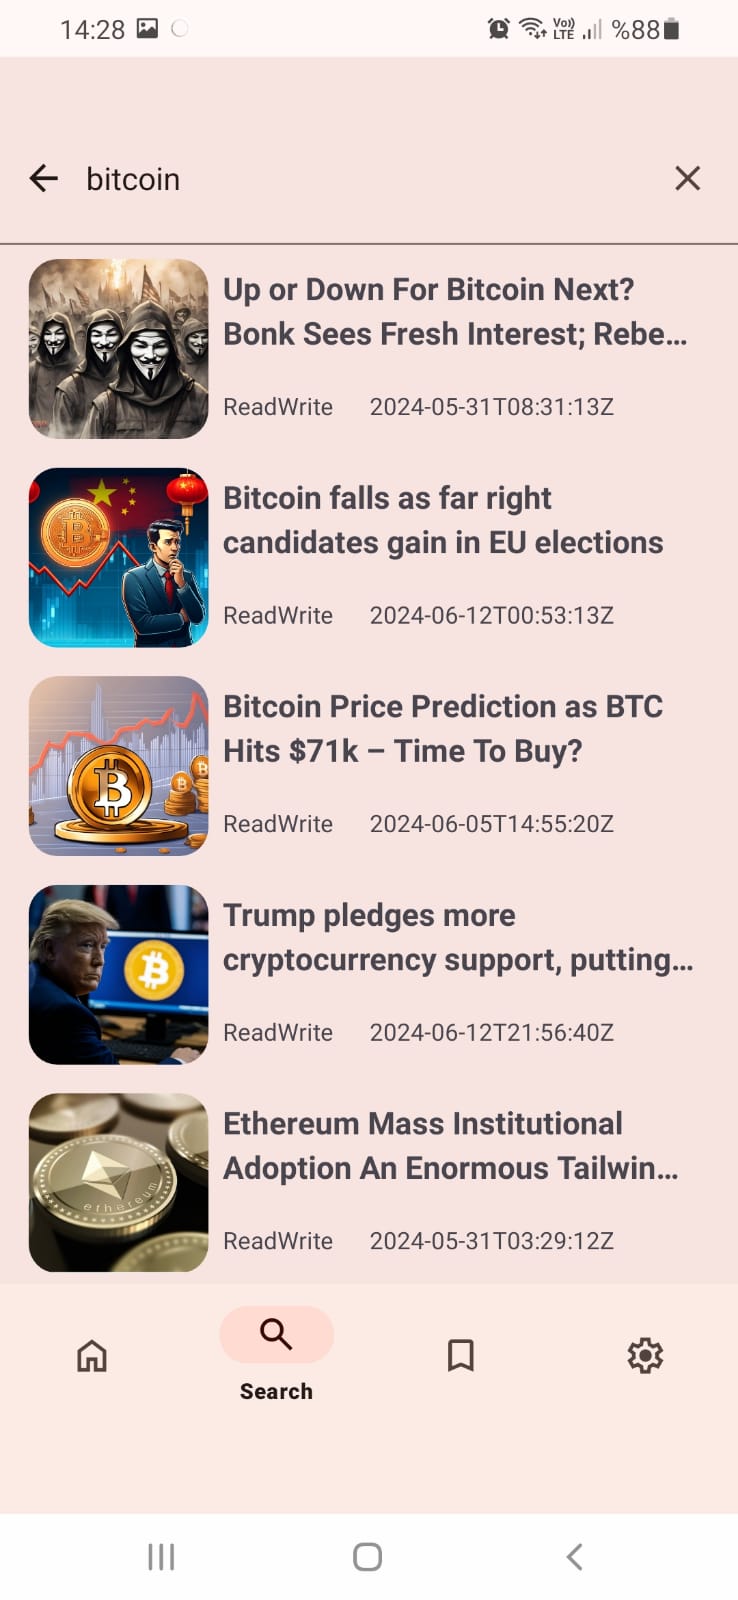 14:28 Vo)) LTE %88
bitcoin
Up or Down For Bitcoin Next?
Bonk Sees Fresh Interest; Rebe...
ReadWrite 2024-05-31T08:31:13Z
Bitcoin falls as far right
candidates gain in EU elections
ReadWrite 2024-06-12T00:53:13Z
Bitcoin Price Prediction as BTC
Hits $71k – Time To Buy?
ReadWrite 2024-06-05T14:55:20Z
Trump pledges more
cryptocurrency support, putting...
ReadWrite 2024-06-12T21:56:40Z
ethereum
Ethereum Mass Institutional
Adoption An Enormous Tailwin...
ReadWrite 2024-05-31T03:29:12Z
Search